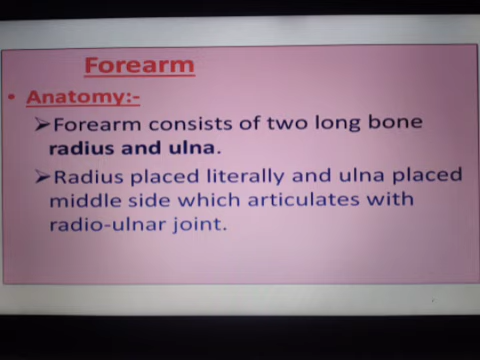 Forearm
• Anatomy:-
➤Forearm consists of two long bone
radius and ulna.
➤Radius placed literally and ulna placed
middle side which articulates with
radio-ulnar joint.